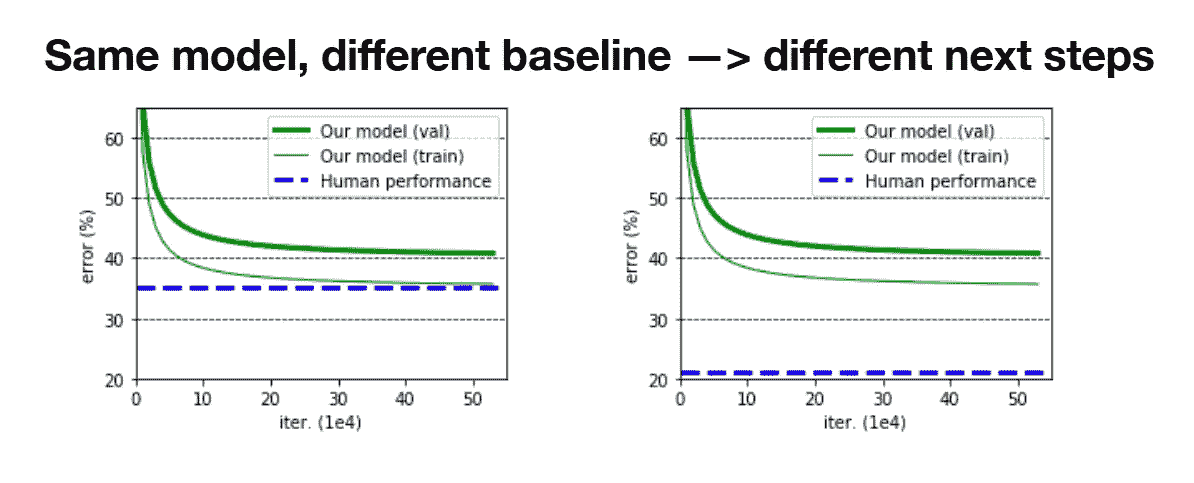 Same model, different baseline —> different next steps
Our model (val)
Our model (train)
Human performance
60
50
40
30
20
error (%)
0 10 20 30 40 50
iter. (1e4)
Our model (val)
Our model (train)
Human performance
60
50
40
30
20
error (%)
0 10 20 30 40 50
iter. (1e4)